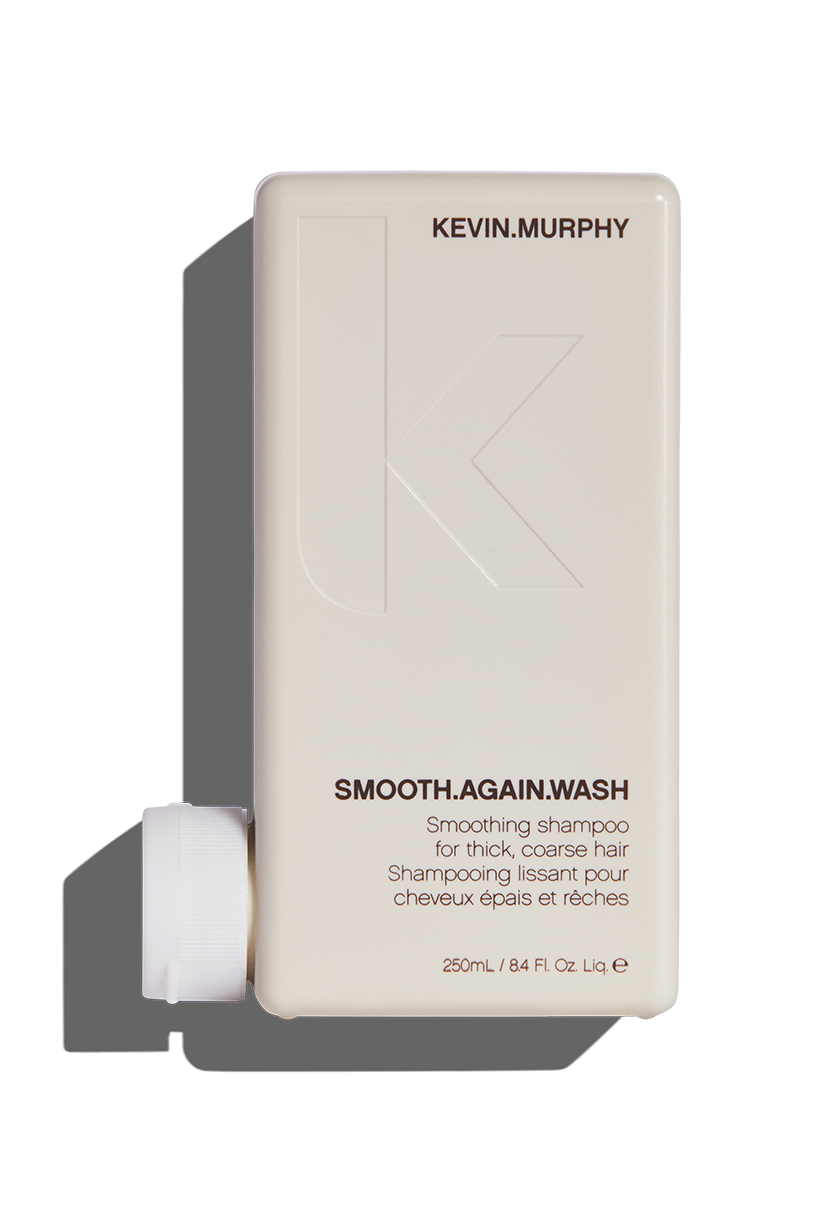 KEVIN.MURPHY
SMOOTH.AGAIN.WASH
Smoothing shampoo
for thick, coarse hair
Shampooing lissant pour
cheveux épais et rêches
250mL / 8.4 Fl. Oz. Liq. ℮